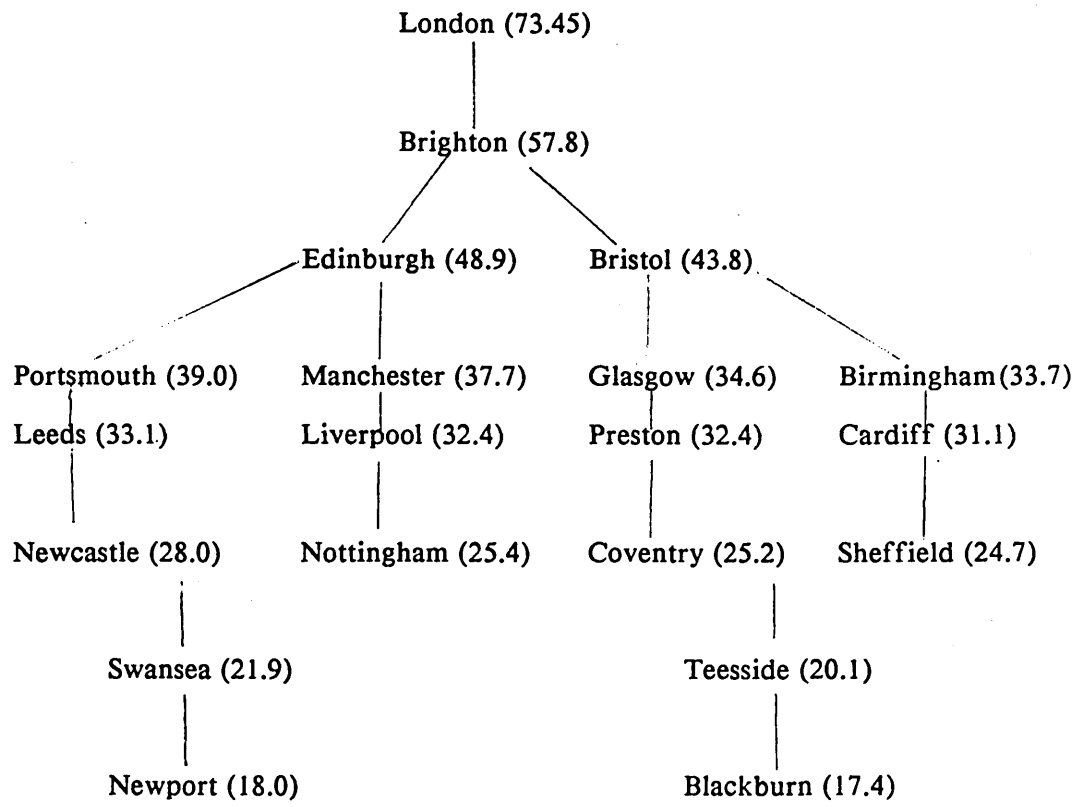 London (73.45)
Brighton (57.8)
Edinburgh (48.9) Bristol (43.8)
Portsmouth (39.0) Manchester (37.7) Glasgow (34.6) Birmingham (33.7)
Leeds (33.1) Liverpool (32.4) Preston (32.4) Cardiff (31.1)
Newcastle (28.0) Nottingham (25.4) Coventry (25.2) Sheffield (24.7)
Swansea (21.9) Teesside (20.1)
Newport (18.0) Blackburn (17.4)